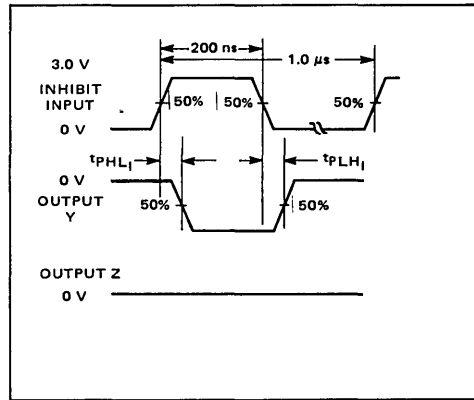 200 ns
3.0 V
1.0 μs
INHIBIT
INPUT
50%
50%
50%
0 V
tPHLI
tPLHI
0 V
OUTPUT
Y
50%
50%
OUTPUT Z
0 V